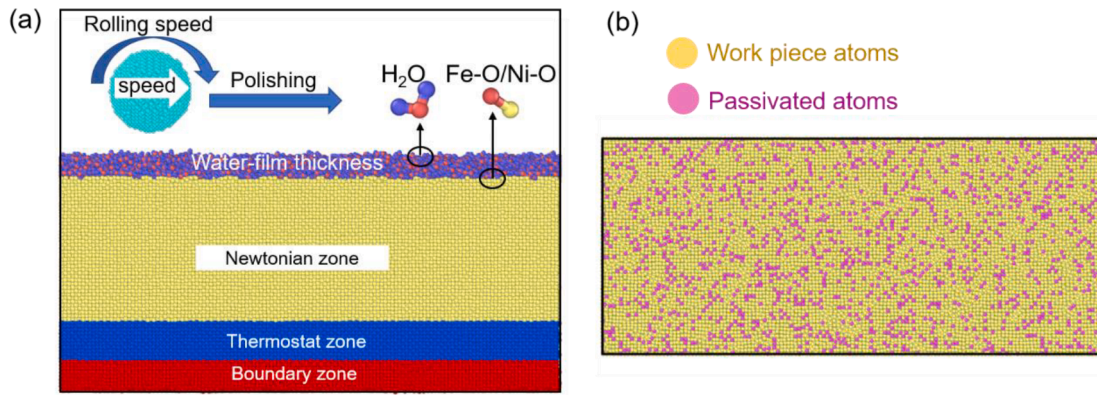 (a)
Rolling speed
speed
Polishing
H₂O
Fe-O/Ni-O
Water-film thickness
Newtonian zone
Thermostat zone
Boundary zone
(b)
Work piece atoms
Passivated atoms